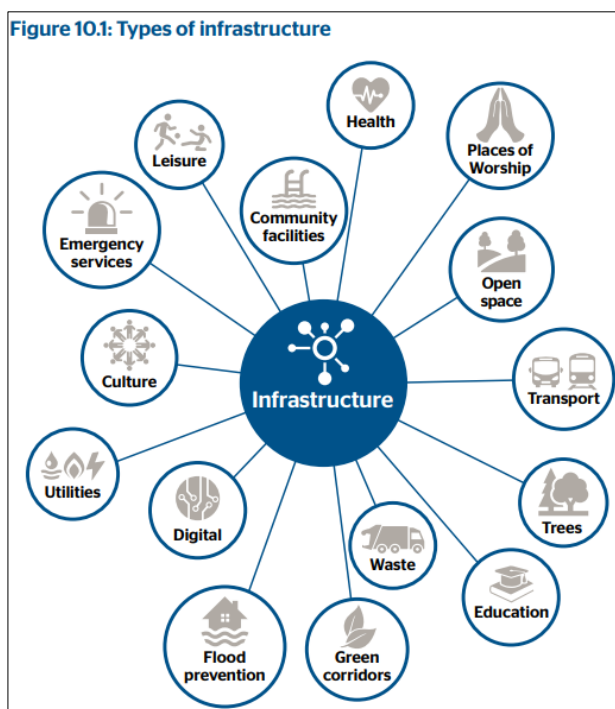 Figure 10.1: Types of infrastructure
Health
Leisure
Places of
Worship
Community
facilities
Emergency
services
Open
space
Culture
Infrastructure
Transport
Utilities
Digital
Trees
Waste
Education
Flood
prevention
Green
corridors